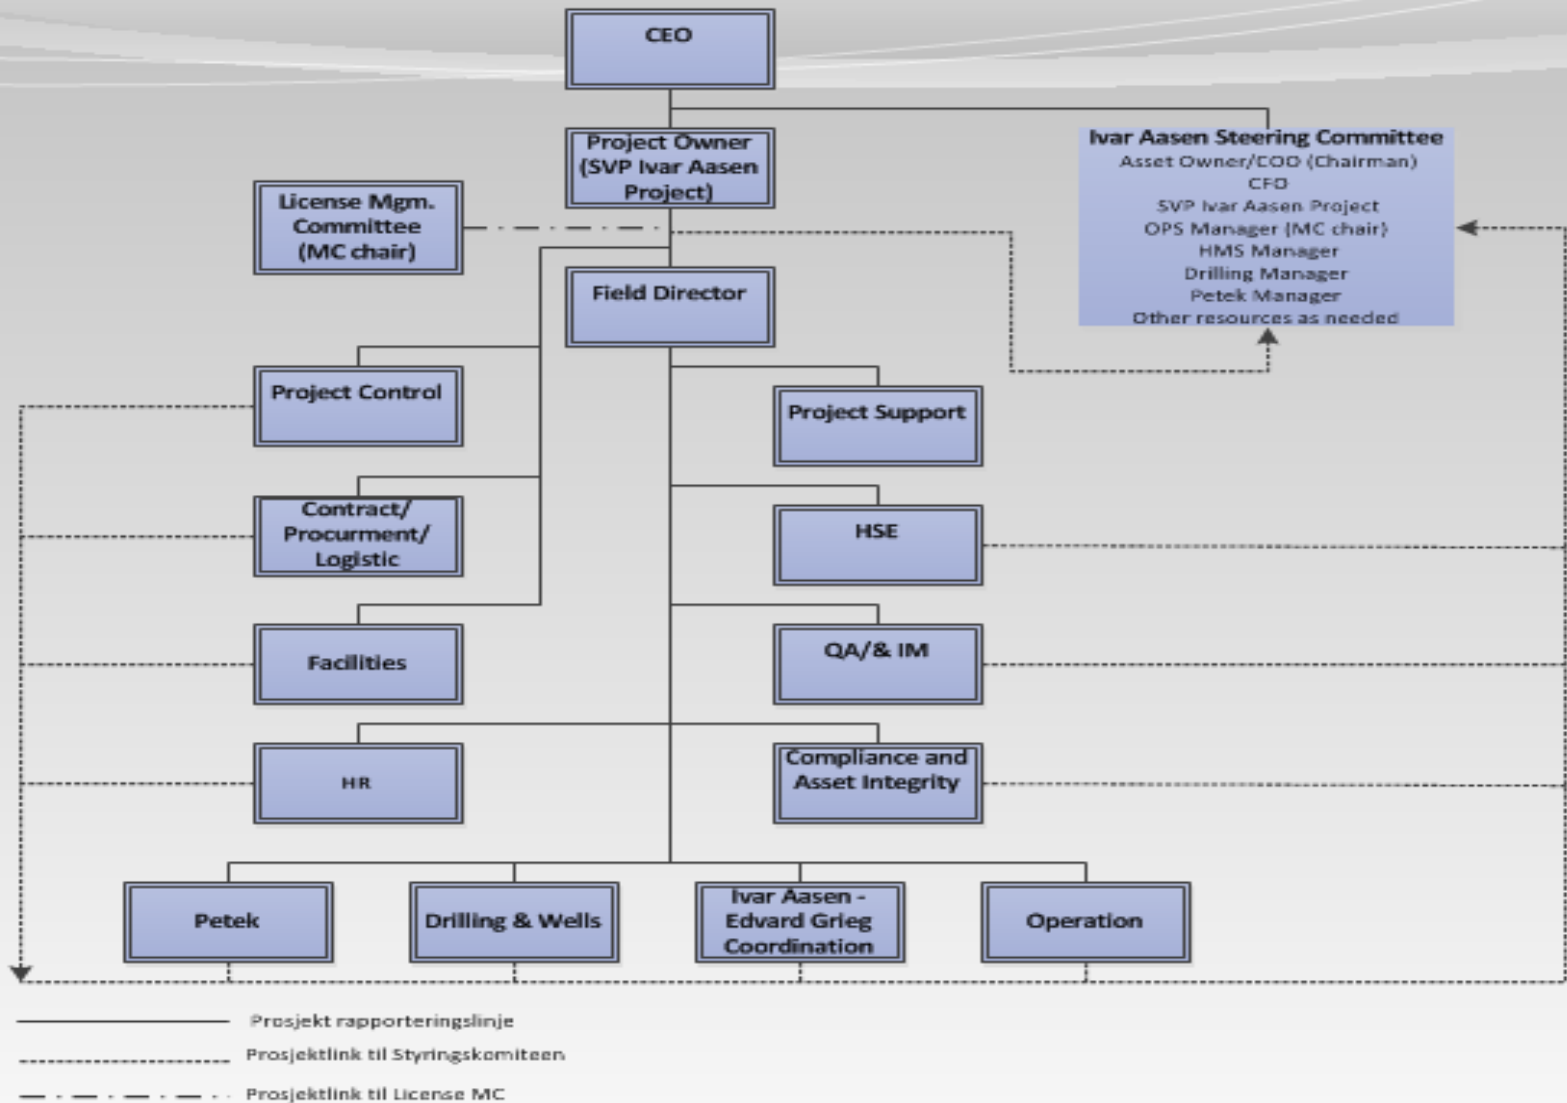 CEO
Project Owner
(SVP Ivar Aasen
Project)
Ivar Aasen Steering Committee
Asset Owner/COO (Chairman)
CFO
SVP Ivar Aasen Project
OPS Manager (MC chair)
HMS Manager
Drilling Manager
Petek Manager
Other resources as needed
License Mgm.
Committee
(MC chair)
Field Director
Project Control
Project Support
Contract/
Procurment/
Logistic
HSE
Facilities
QA/& IM
HR
Compliance and
Asset Integrity
Petek
Drilling & Wells
Ivar Aasen -
Edvard Grieg
Coordination
Operation
Prosjekt rapporteringslinje
Prosjektlink til Styringskomiteen
Prosjektlink til License MC